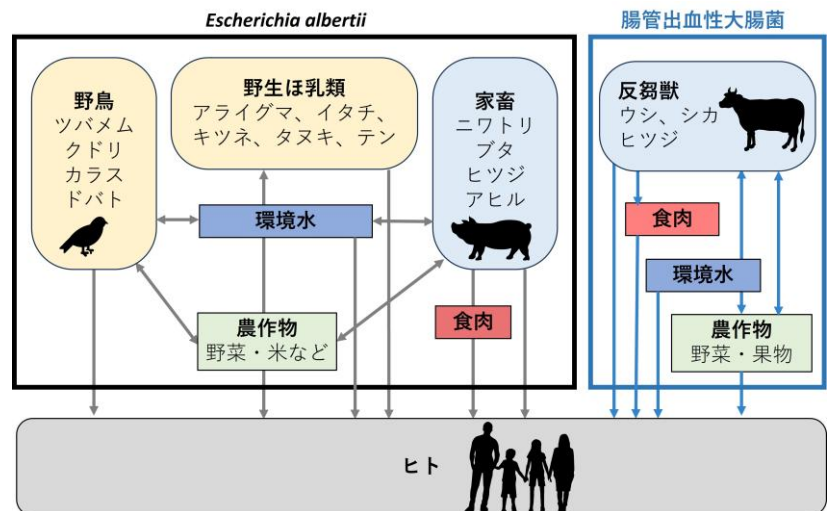 Escherichia albertii
野鳥
ツバメム
クドリ
カラス
ドバト
野生ほ乳類
アライグマ、イタチ、
キツネ、タヌキ、テン
家畜
ニワトリ
ブタ
ヒツジ
アヒル
環境水
農作物
野菜・米など
食肉
腸管出血性大腸菌
反芻獣
ウシ、シカ
ヒツジ
食肉
環境水
農作物
野菜・果物
ヒト